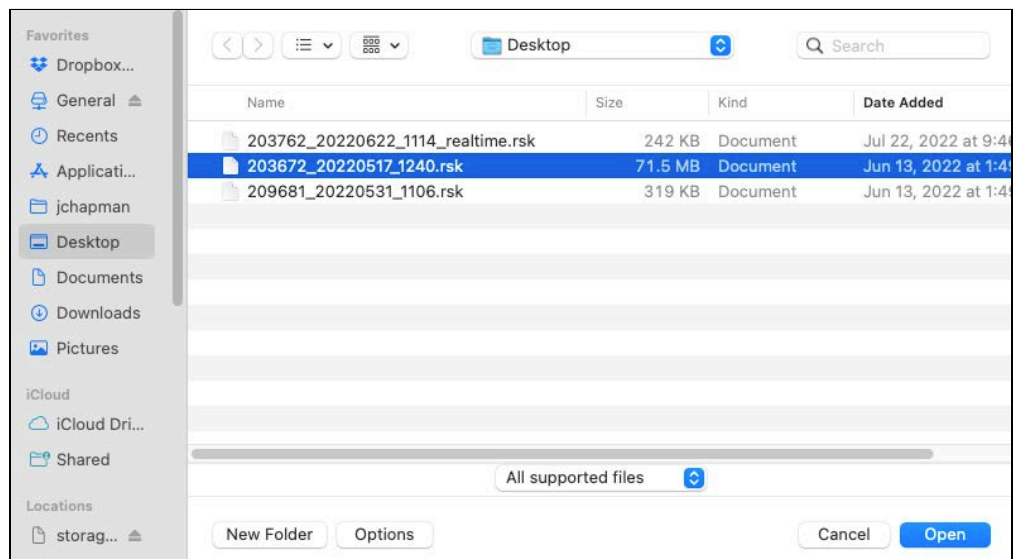 Favorites
Dropbox...
General
Recents
Applicati...
jchapman
Desktop
Documents
Downloads
Pictures
iCloud
iCloud Dri...
Shared
Locations
storag...
Desktop
Search
Name Size Kind Date Added
203762_20220622_1114_realtime.rsk 242 KB Document Jul 22, 2022 at 9:4
203672_20220517_1240.rsk 71.5 MB Document Jun 13, 2022 at 1:4
209681_20220531_1106.rsk 319 KB Document Jun 13, 2022 at 1:4
All supported files
New Folder Options Cancel Open